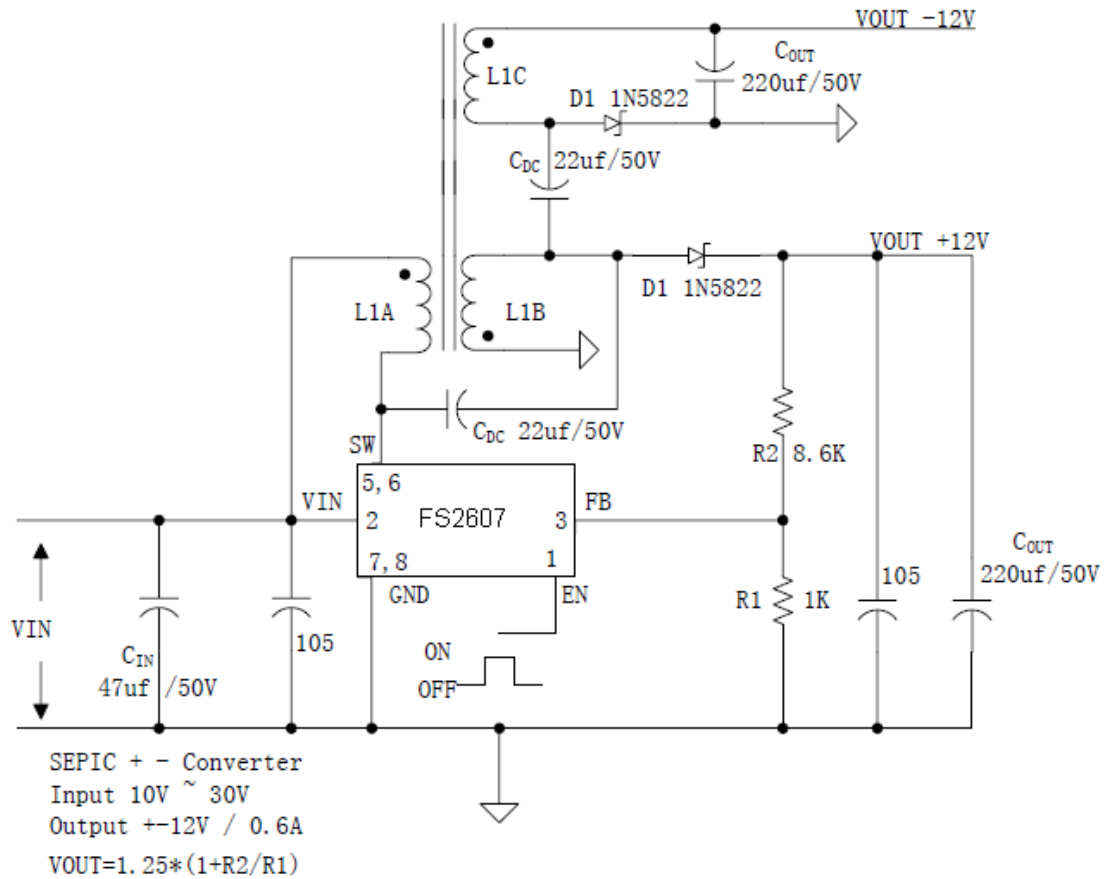 VOUT -12V
COUT
220uf/50V
L1C
D1 1N5822
CDC 22uf/50V
VOUT +12V
D1 1N5822
L1A
L1B
CDC 22uf/50V
SW
R2 8.6K
5,6
VIN
2
FS2607
3
FB
7,8
1
GND
EN
COUT
220uf/50V
105
R1
1K
VIN
105
CIN
47uf /50V
ON
OFF
SEPIC + - Converter
Input 10V ~ 30V
Output +-12V / 0.6A
VOUT=1.25*(1+R2/R1)